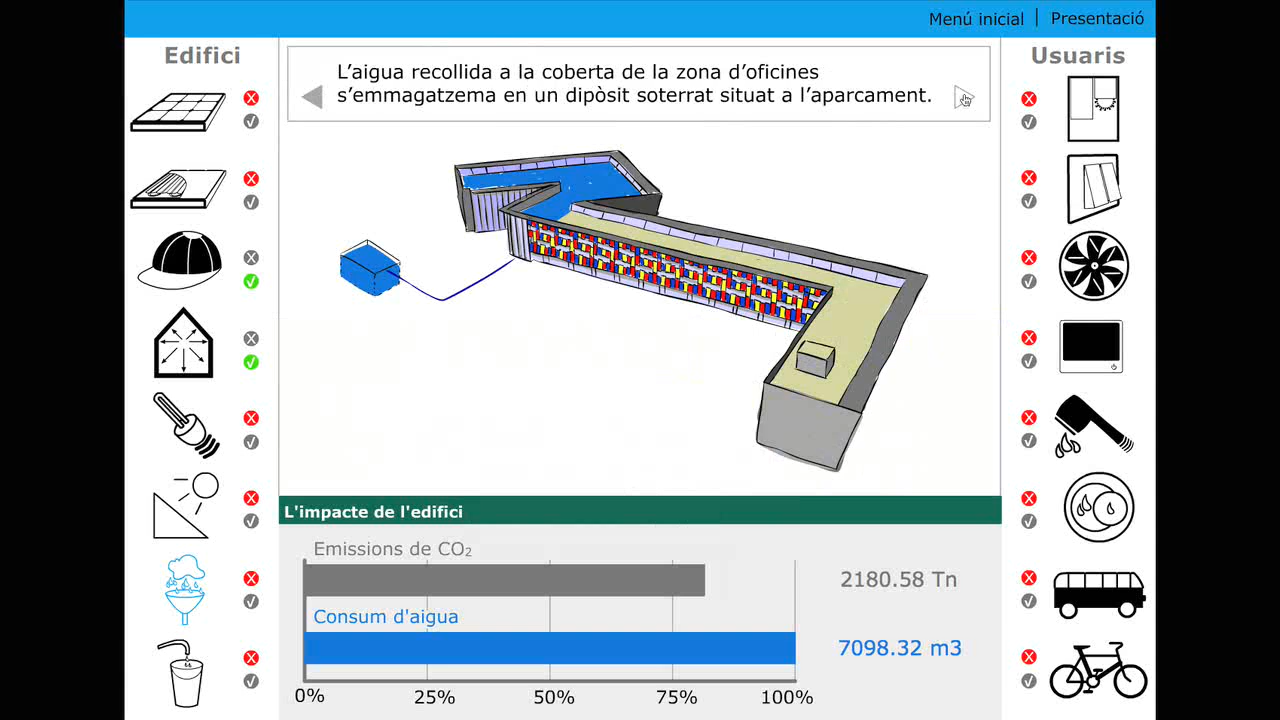 Menú inicial | Presentació
Edifici
L’aigua recollida a la coberta de la zona d’oficines
s’emmagatzema en un dipòsit soterrat situat a l’aparcament.
Usuaris
L'impacte de l'edifici
Emissions de CO₂
2180.58 Tn
Consum d'aigua
7098.32 m3
0% 25% 50% 75% 100%